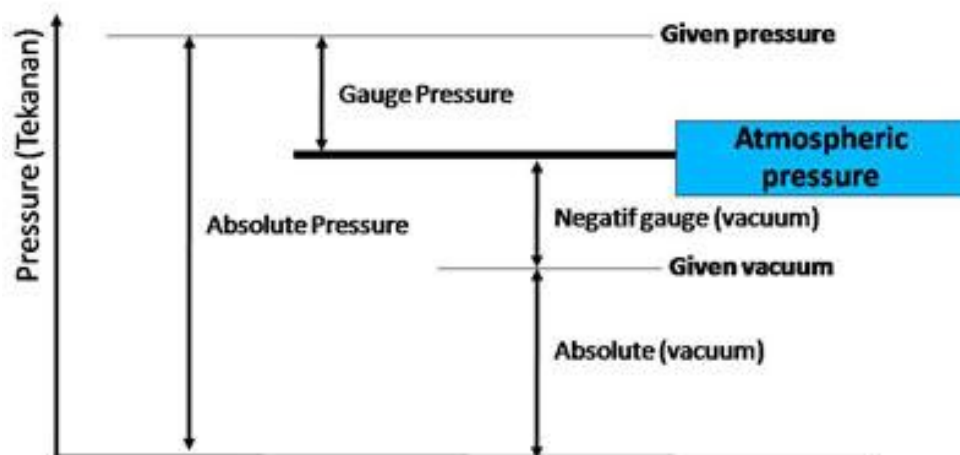 Given pressure
Gauge Pressure
Atmospheric
pressure
Pressure (Tekanan)
Absolute Pressure
Negatif gauge (vacuum)
Given vacuum
Absolute (vacuum)